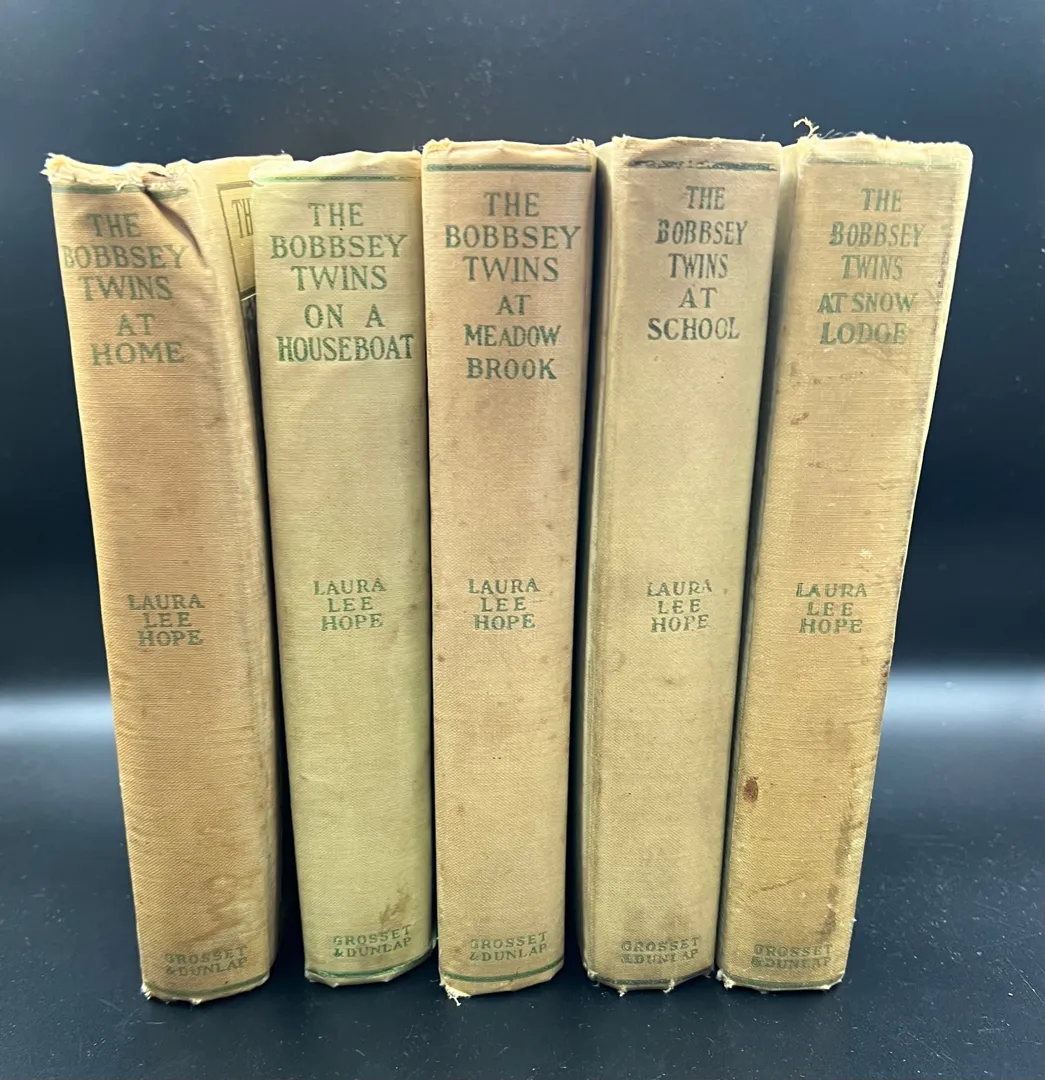 THE
BOBBSEY
TWINS
AT
HOME
LAURA
LEE
HOPE
GROSSET
& DUNLAP
TH
THE
BOBBSEY
TWINS
ON A
HOUSEBOAT
LAURA
LEE
HOPE
GROSSET
& DUNLAP
THE
BOBBSEY
TWINS
AT
MEADOW
BROOK
LAURA
LEE
HOPE
GROSSET
& DUNLAP
THE
BOBBSEY
TWINS
AT
SCHOOL
LAURA
LEE
HOPE
GROSSET
& DUNLAP
THE
BOBBSEY
TWINS
AT SNOW
LODGE
LAURA
LEE
HOPE
GROSSET
& DUNLAP